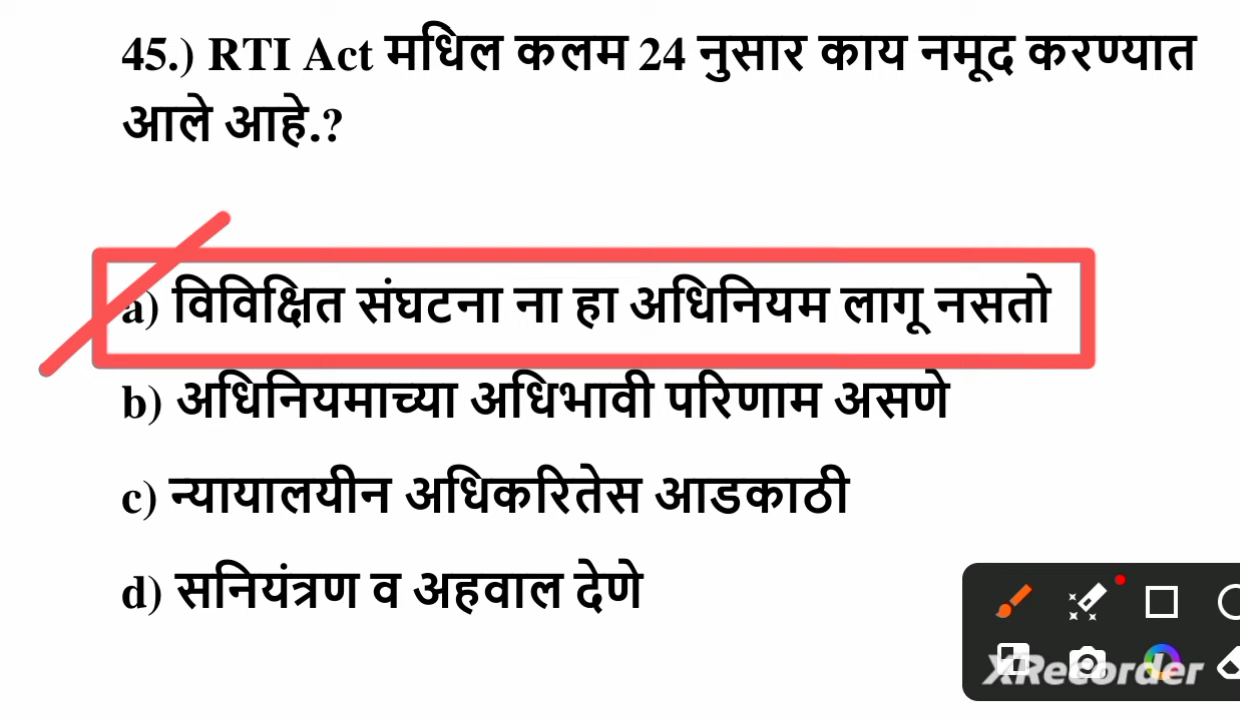 45.) RTI Act मधिल कलम 24 नुसार काय नमूद करण्यात
आले आहे.?
a) विविक्षित संघटना ना हा अधिनियम लागू नसतो
b) अधिनियमाच्या अधिभावी परिणाम असणे
c) न्यायालयीन अधिकरितेस आडकाठी
d) सनियंत्रण व अहवाल देणे
XRecorder